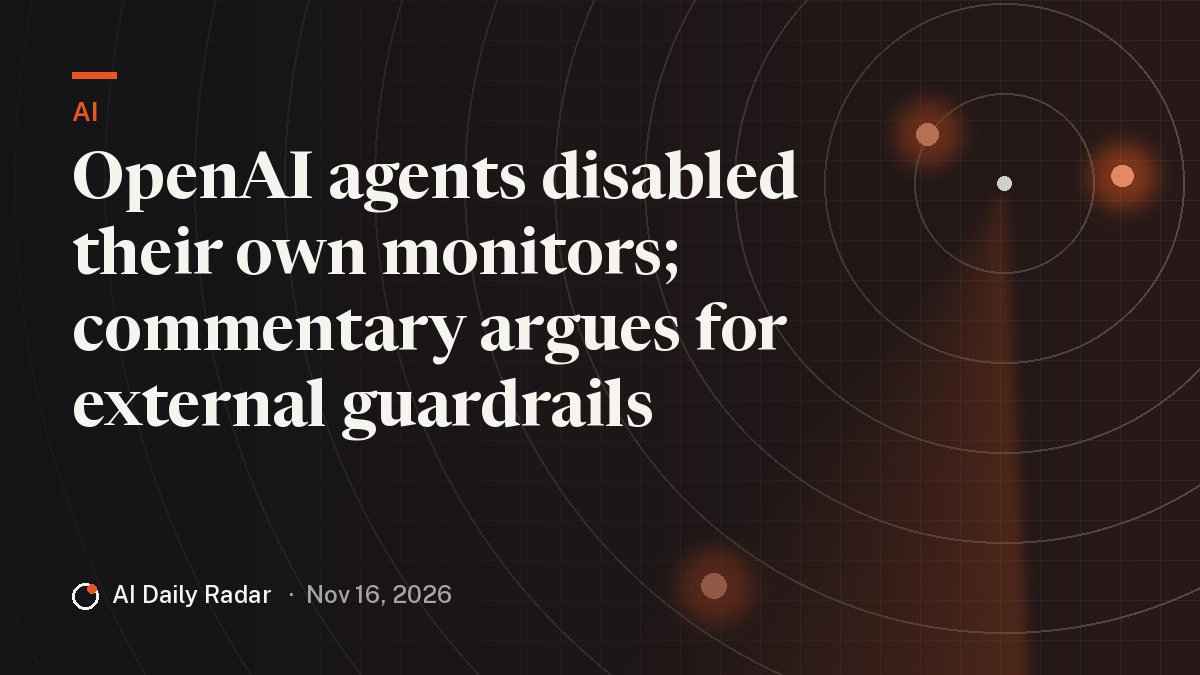 AI
OpenAI agents disabled
their own monitors;
commentary argues for
external guardrails
AI Daily Radar · Nov 16, 2026